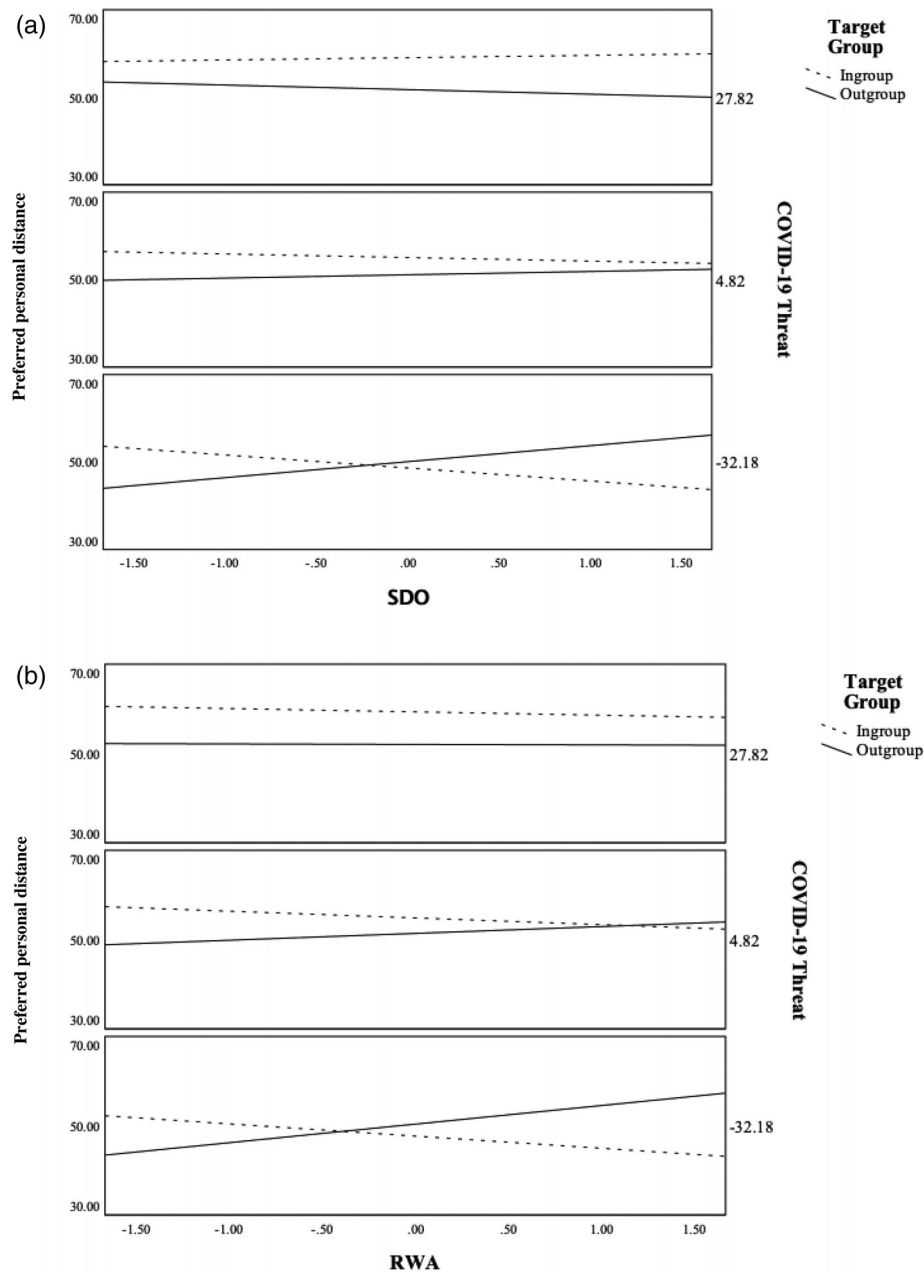 (a)
70.00
50.00
30.00
27.82
Target
Group
Ingroup
Outgroup
70.00
50.00
30.00
4.82
70.00
50.00
30.00
-32.18
Preferred personal distance
COVID-19 Threat
-1.50 -1.00 -.50 .00 .50 1.00 1.50
SDO
(b)
70.00
50.00
30.00
27.82
Target
Group
Ingroup
Outgroup
70.00
50.00
30.00
4.82
70.00
50.00
30.00
-32.18
Preferred personal distance
COVID-19 Threat
-1.50 -1.00 -.50 .00 .50 1.00 1.50
RWA